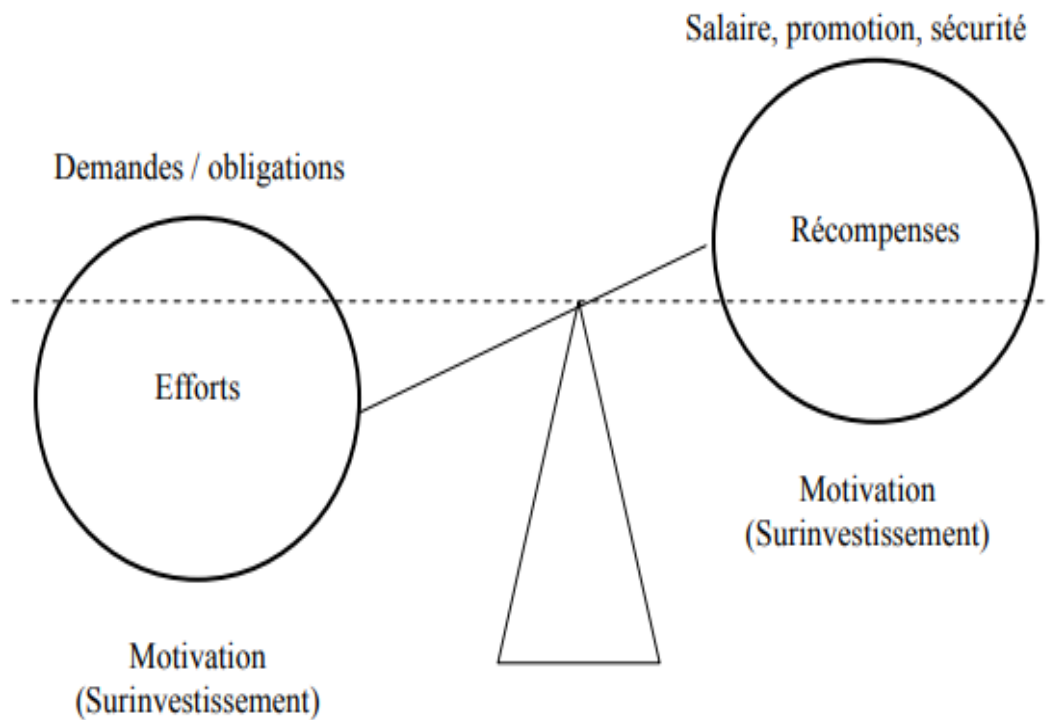 Salaire, promotion, sécurité
Demandes / obligations
Récompenses
Efforts
Motivation
(Surinvestissement)
Motivation
(Surinvestissement)